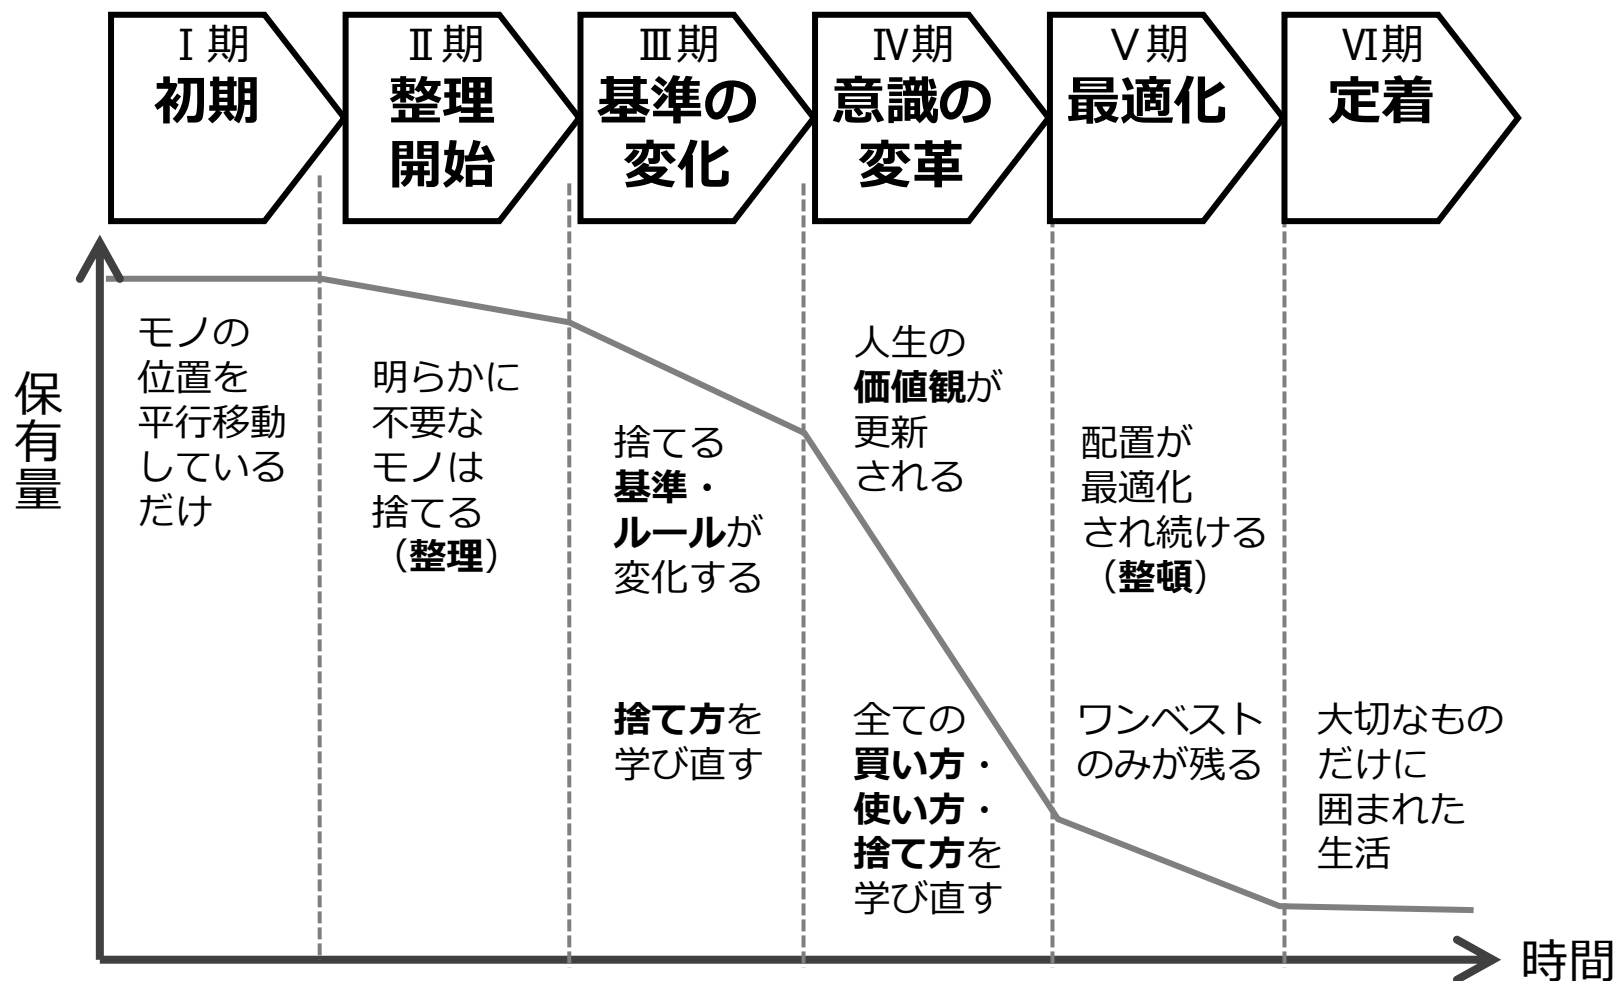 Ⅰ期
初期
Ⅱ期
整理
開始
Ⅲ期
基準の
変化
Ⅳ期
意識の
変革
Ⅴ期
最適化
Ⅵ期
定着
保有量
モノの
位置を
平行移動
している
だけ
明らかに
不要な
モノは
捨てる
（整理）
捨てる
基準・
ルールが
変化する
捨て方を
学び直す
人生の
価値観が
更新
される
全ての
買い方・
使い方・
捨て方を
学び直す
配置が
最適化
され続ける
（整頓）
ワンベスト
のみが残る
大切なもの
だけに
囲まれた
生活
時間